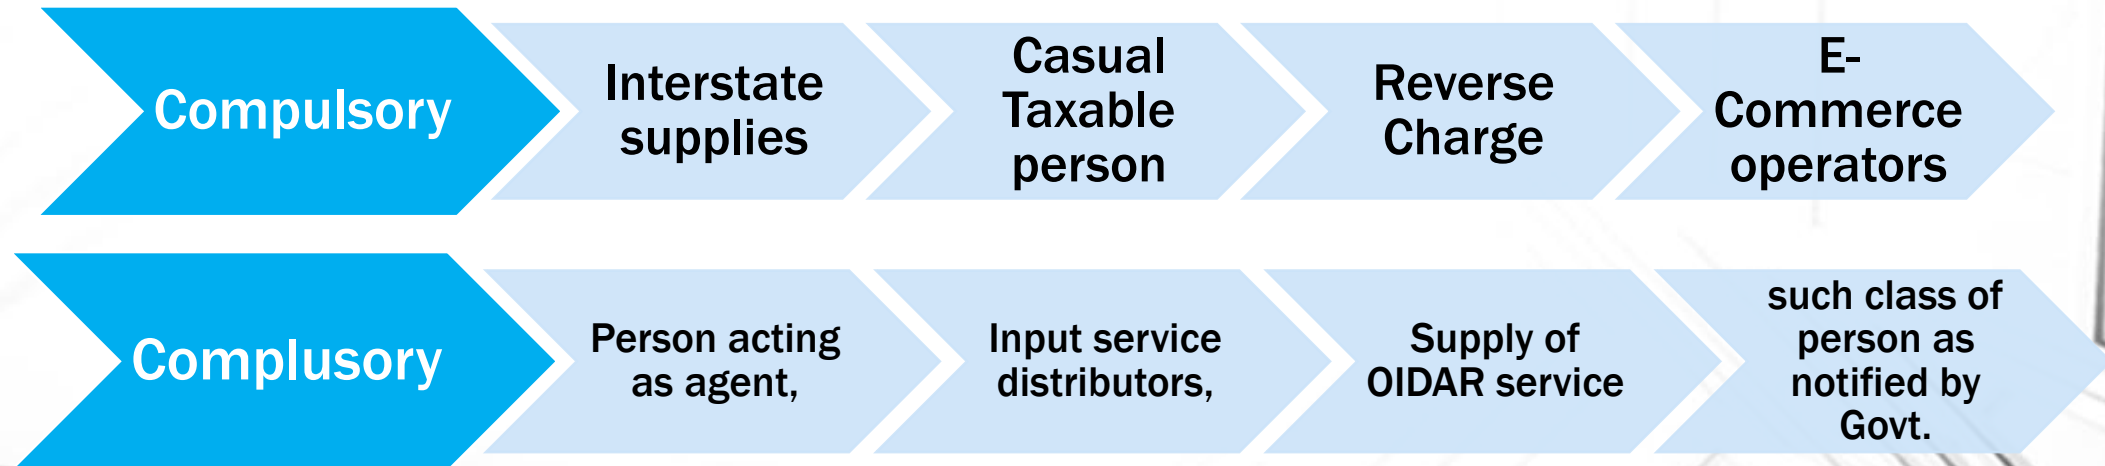 Compulsory
Interstate
supplies
Casual
Taxable
person
Reverse
Charge
E-
Commerce
operators
Complusory
Person acting
as agent,
Input service
distributors,
Supply of
OIDAR service
such class of
person as
notified by
Govt.